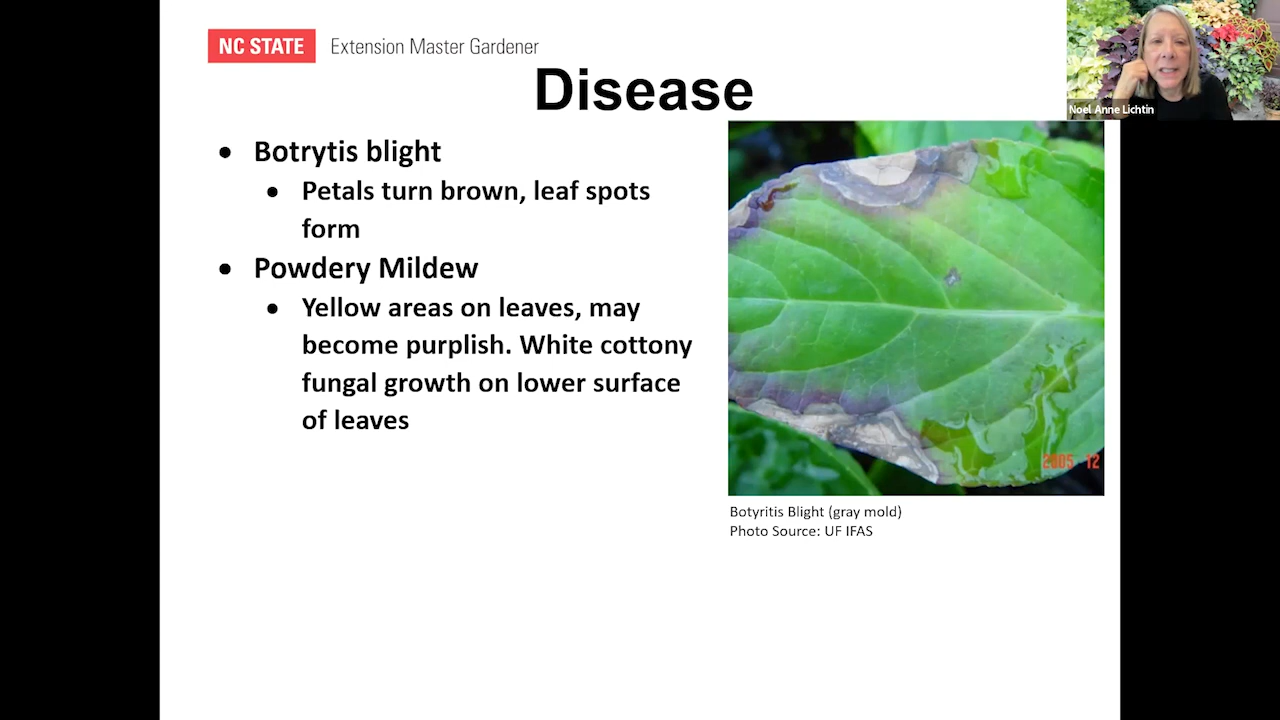 NC STATE Extension Master Gardener
Noel Anne Lichtin
Disease
• Botrytis blight
• Petals turn brown, leaf spots
form
• Powdery Mildew
• Yellow areas on leaves, may
become purplish. White cottony
fungal growth on lower surface
of leaves
2005 12
Botyritis Blight (gray mold)
Photo Source: UF IFAS